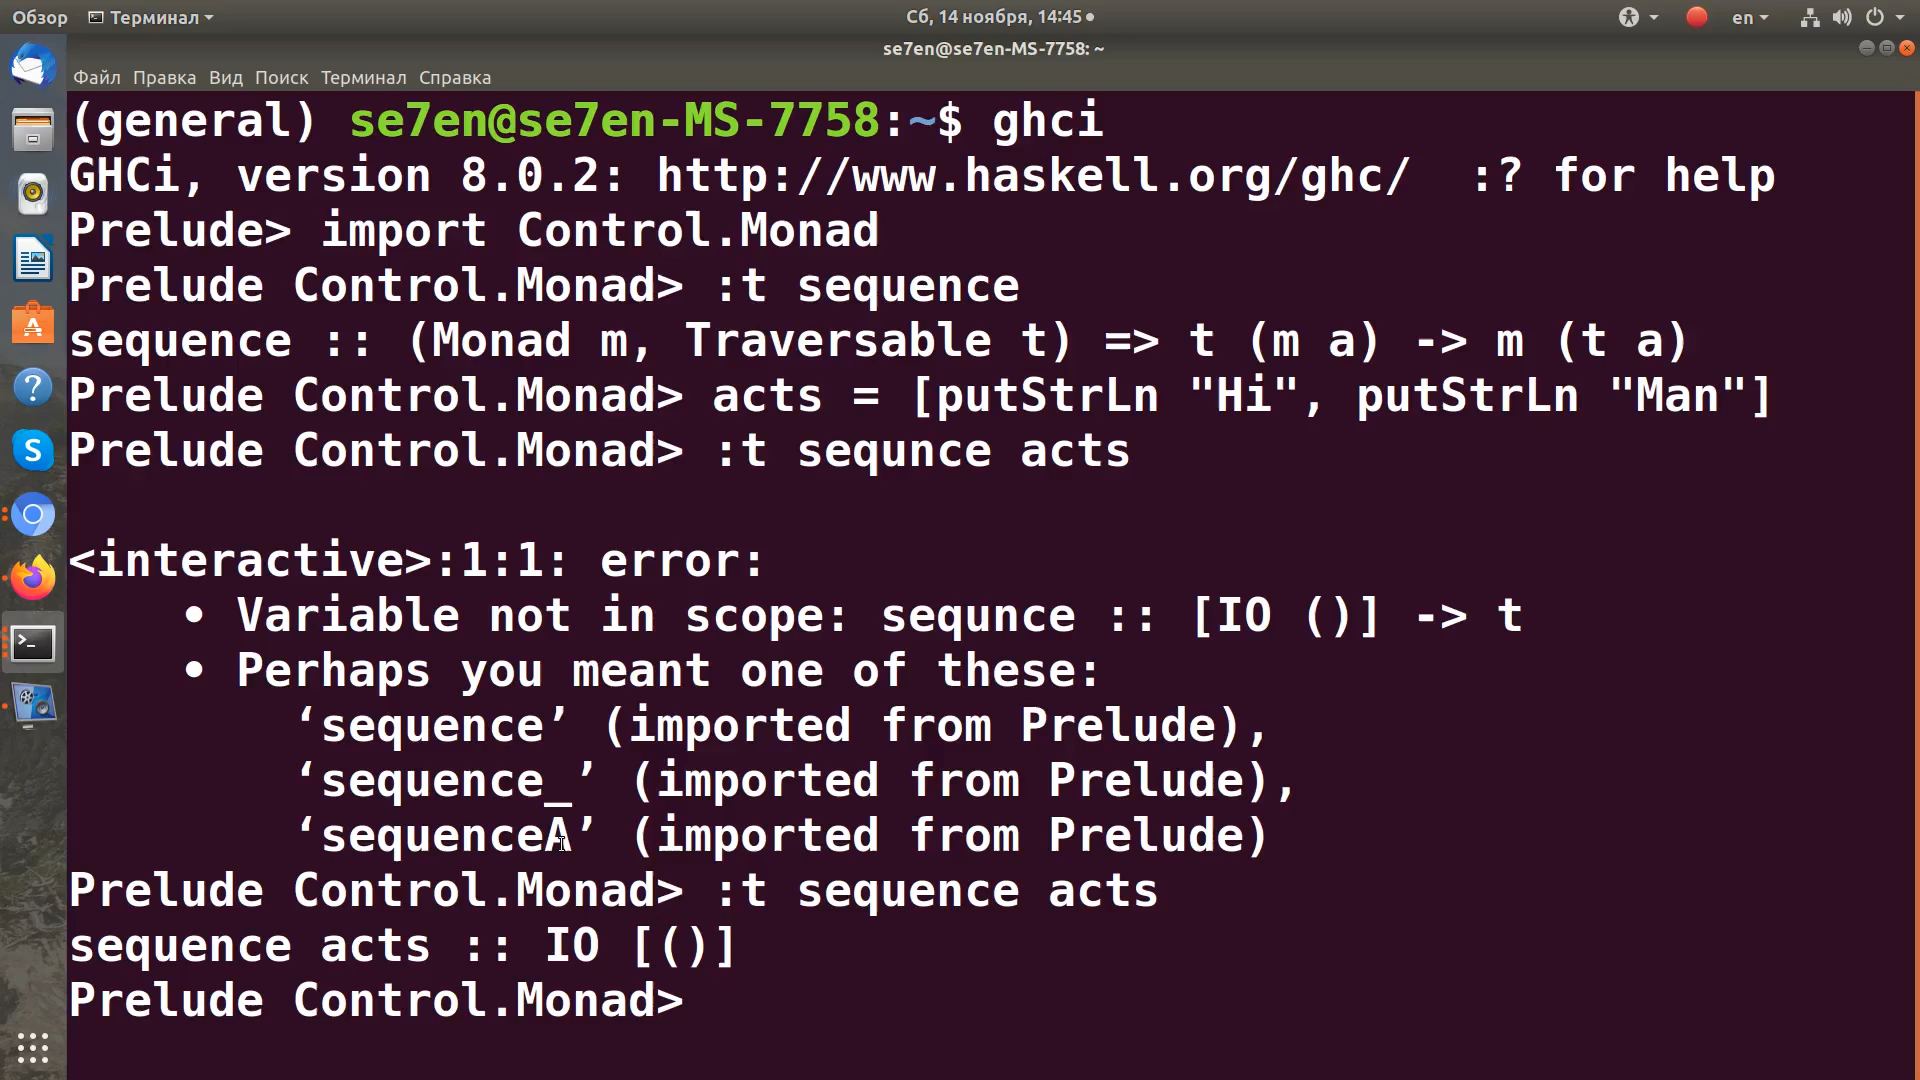 Обзор Терминал Сб, 14 ноября, 14:45 en
se7en@se7en-MS-7758: ~
Файл Правка Вид Поиск Терминал Справка
(general) se7en@se7en-MS-7758:~$ ghci
GHCi, version 8.0.2: http://www.haskell.org/ghc/  :? for help
Prelude> import Control.Monad
Prelude Control.Monad> :t sequence
sequence :: (Monad m, Traversable t) => t (m a) -> m (t a)
Prelude Control.Monad> acts = [putStrLn "Hi", putStrLn "Man"]
Prelude Control.Monad> :t sequnce acts
<interactive>:1:1: error:
• Variable not in scope: sequnce :: [IO ()] -> t
• Perhaps you meant one of these:
‘sequence’ (imported from Prelude),
‘sequence_’ (imported from Prelude),
‘sequenceA’ (imported from Prelude)
Prelude Control.Monad> :t sequence acts
sequence acts :: IO [()]
Prelude Control.Monad>